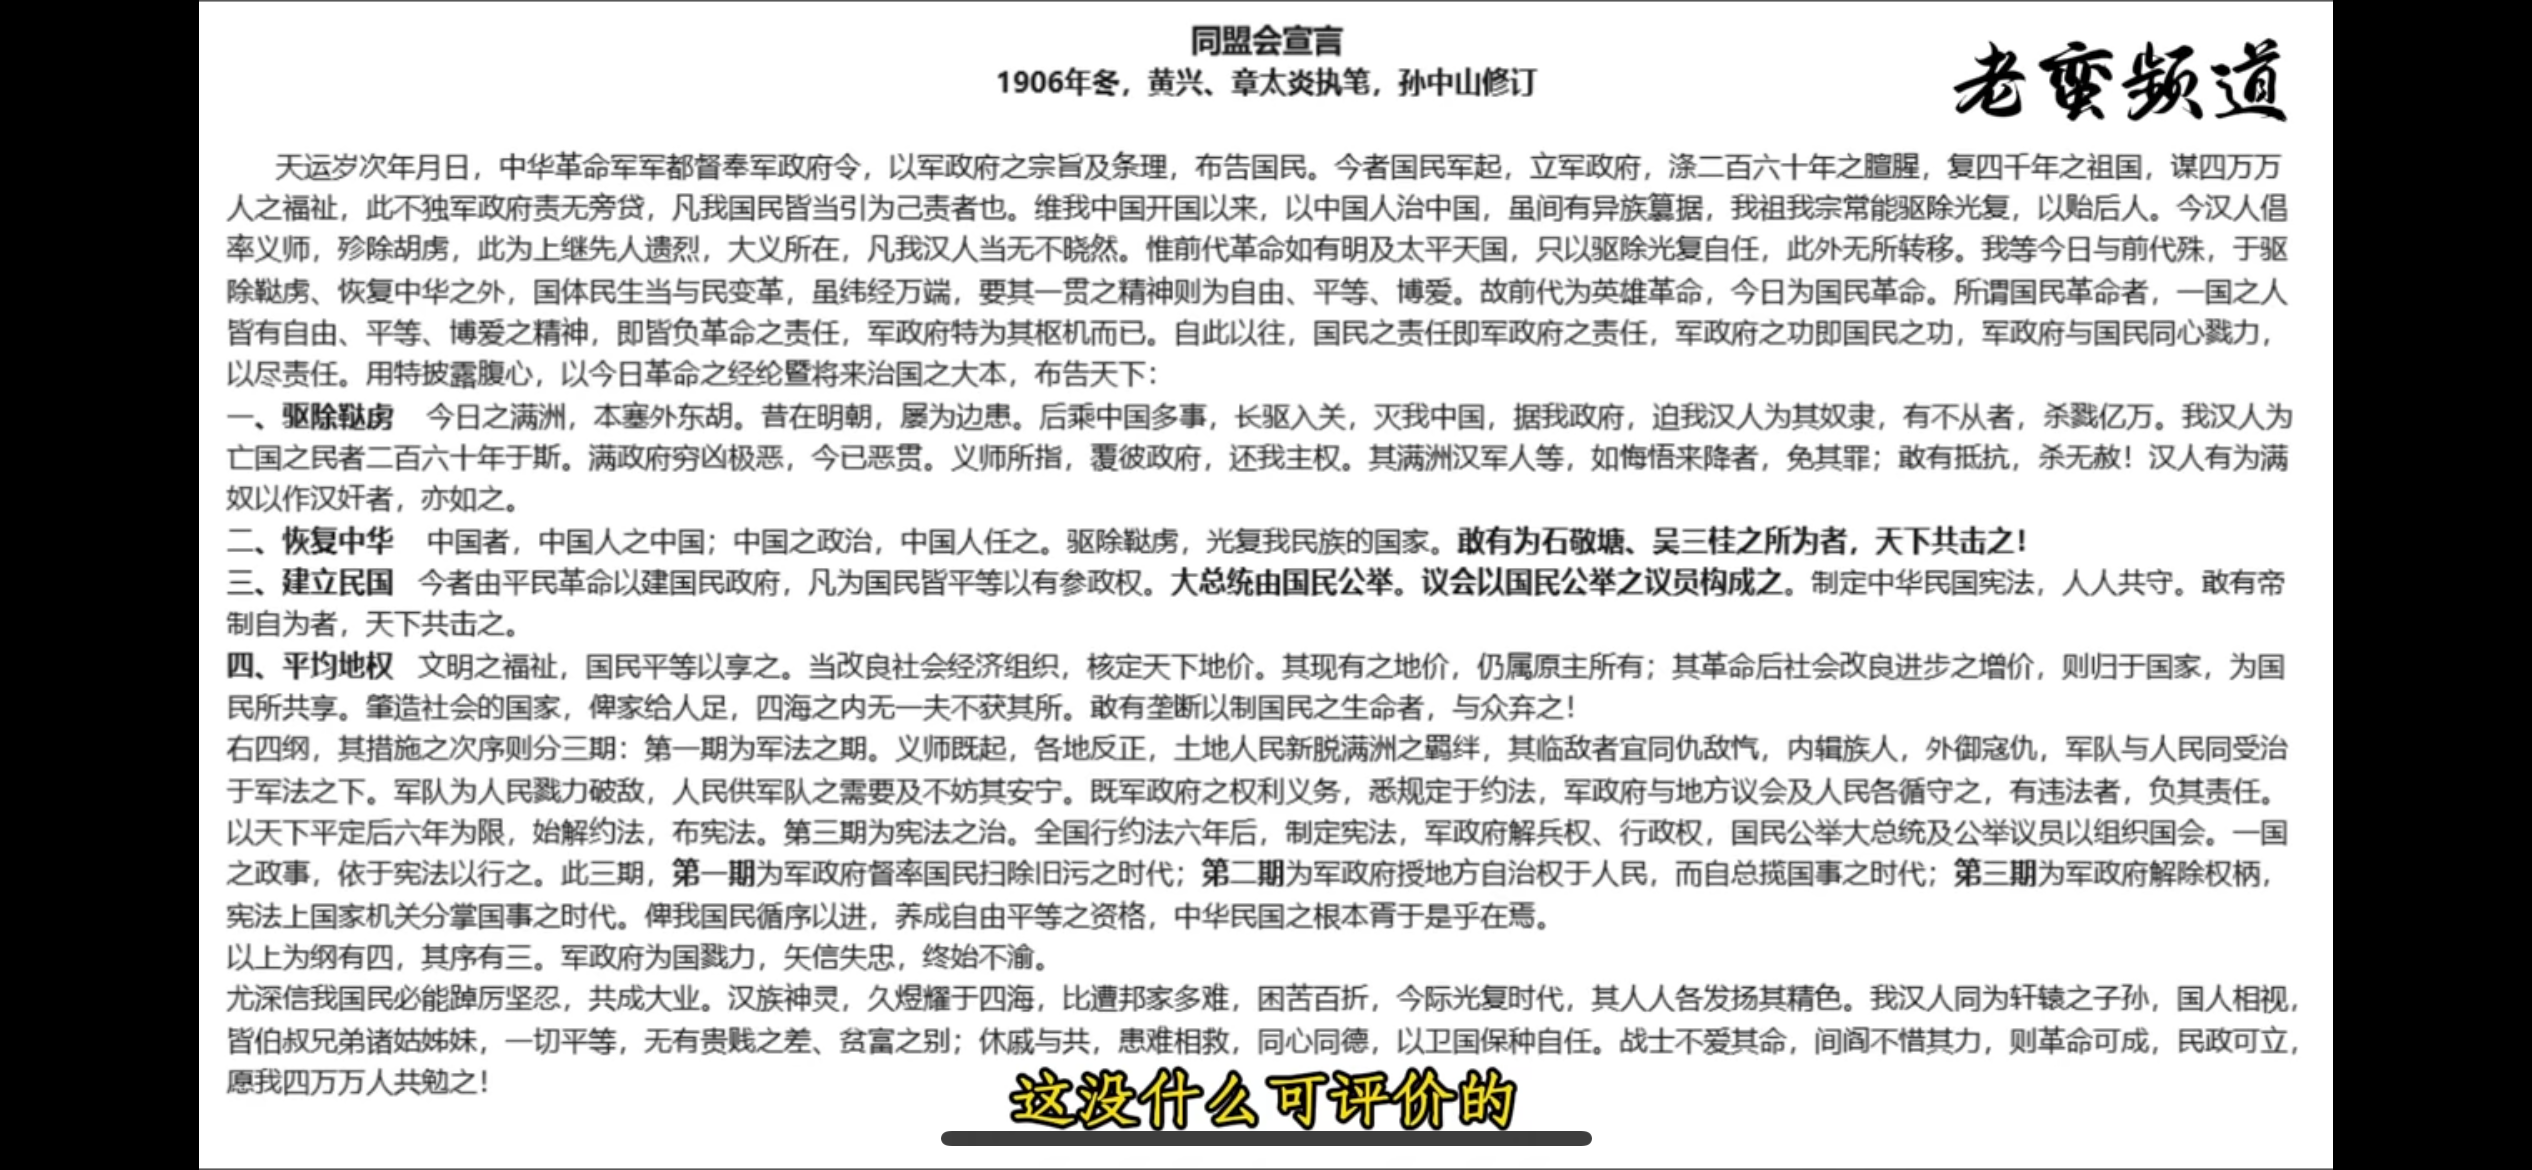 同盟会宣言
1906年冬，黄兴、章太炎执笔，孙中山修订
老蛮频道
天运岁次年月日，中华革命军军都督奉军政府令，以军政府之宗旨及条理，布告国民。今者国民军起，立军政府，涤二百六十年之膻腥，复四千年之祖国，谋四万万
人之福祉，此不独军政府责无旁贷，凡我国民皆当引为己责者也。维我中国开国以来，以中国人治中国，虽间有异族篡据，我祖我宗常能驱除光复，以贻后人。今汉人倡
率义师，殄除胡虏，此为上继先人遗烈，大义所在，凡我汉人当无不晓然。惟前代革命如有明及太平天国，只以驱除光复自任，此外无所转移。我等今日与前代殊，于驱
除鞑虏、恢复中华之外，国体民生当与民变革，虽纬经万端，要其一贯之精神则为自由、平等、博爱。故前代为英雄革命，今日为国民革命。所谓国民革命者，一国之人
皆有自由、平等、博爱之精神，即皆负革命之责任，军政府特为其枢机而已。自此以往，国民之责任即军政府之责任，军政府之功即国民之功，军政府与国民同心戮力，
以尽责任。用特披露腹心，以今日革命之经纶暨将来治国之大本，布告天下：
一、驱除鞑虏　今日之满洲，本塞外东胡。昔在明朝，屡为边患。后乘中国多事，长驱入关，灭我中国，据我政府，迫我汉人为其奴隶，有不从者，杀戮亿万。我汉人为
亡国之民者二百六十年于斯。满政府穷凶极恶，今已恶贯。义师所指，覆彼政府，还我主权。其满洲汉军人等，如悔悟来降者，免其罪；敢有抵抗，杀无赦！汉人有为满
奴以作汉奸者，亦如之。
二、恢复中华　中国者，中国人之中国；中国之政治，中国人任之。驱除鞑虏，光复我民族的国家。敢有为石敬塘、吴三桂之所为者，天下共击之！
三、建立民国　今者由平民革命以建国民政府，凡为国民皆平等以有参政权。大总统由国民公举。议会以国民公举之议员构成之。制定中华民国宪法，人人共守。敢有帝
制自为者，天下共击之。
四、平均地权　文明之福祉，国民平等以享之。当改良社会经济组织，核定天下地价。其现有之地价，仍属原主所有；其革命后社会改良进步之增价，则归于国家，为国
民所共享。肇造社会的国家，俾家给人足，四海之内无一夫不获其所。敢有垄断以制国民之生命者，与众弃之！
右四纲，其措施之次序则分三期：第一期为军法之期。义师既起，各地反正，土地人民新脱满洲之羁绊，其临敌者宜同仇敌忾，内辑族人，外御寇仇，军队与人民同受治
于军法之下。军队为人民戮力破敌，人民供军队之需要及不妨其安宁。既军政府之权利义务，悉规定于约法，军政府与地方议会及人民各循守之，有违法者，负其责任。
以天下平定后六年为限，始解约法，布宪法。第三期为宪法之治。全国行约法六年后，制定宪法，军政府解兵权、行政权，国民公举大总统及公举议员以组织国会。一国
之政事，依于宪法以行之。此三期，第一期为军政府督率国民扫除旧污之时代；第二期为军政府授地方自治权于人民，而自总揽国事之时代；第三期为军政府解除权柄，
宪法上国家机关分掌国事之时代。俾我国民循序以进，养成自由平等之资格，中华民国之根本胥于是乎在焉。
以上为纲有四，其序有三。军政府为国戮力，矢信失忠，终始不渝。
尤深信我国民必能踔厉坚忍，共成大业。汉族神灵，久煜耀于四海，比遭邦家多难，困苦百折，今际光复时代，其人人各发扬其精色。我汉人同为轩辕之子孙，国人相视，
皆伯叔兄弟诸姑姊妹，一切平等，无有贵贱之差、贫富之别；休戚与共，患难相救，同心同德，以卫国保种自任。战士不爱其命，间阎不惜其力，则革命可成，民政可立，
愿我四万万人共勉之！
这没什么可评价的